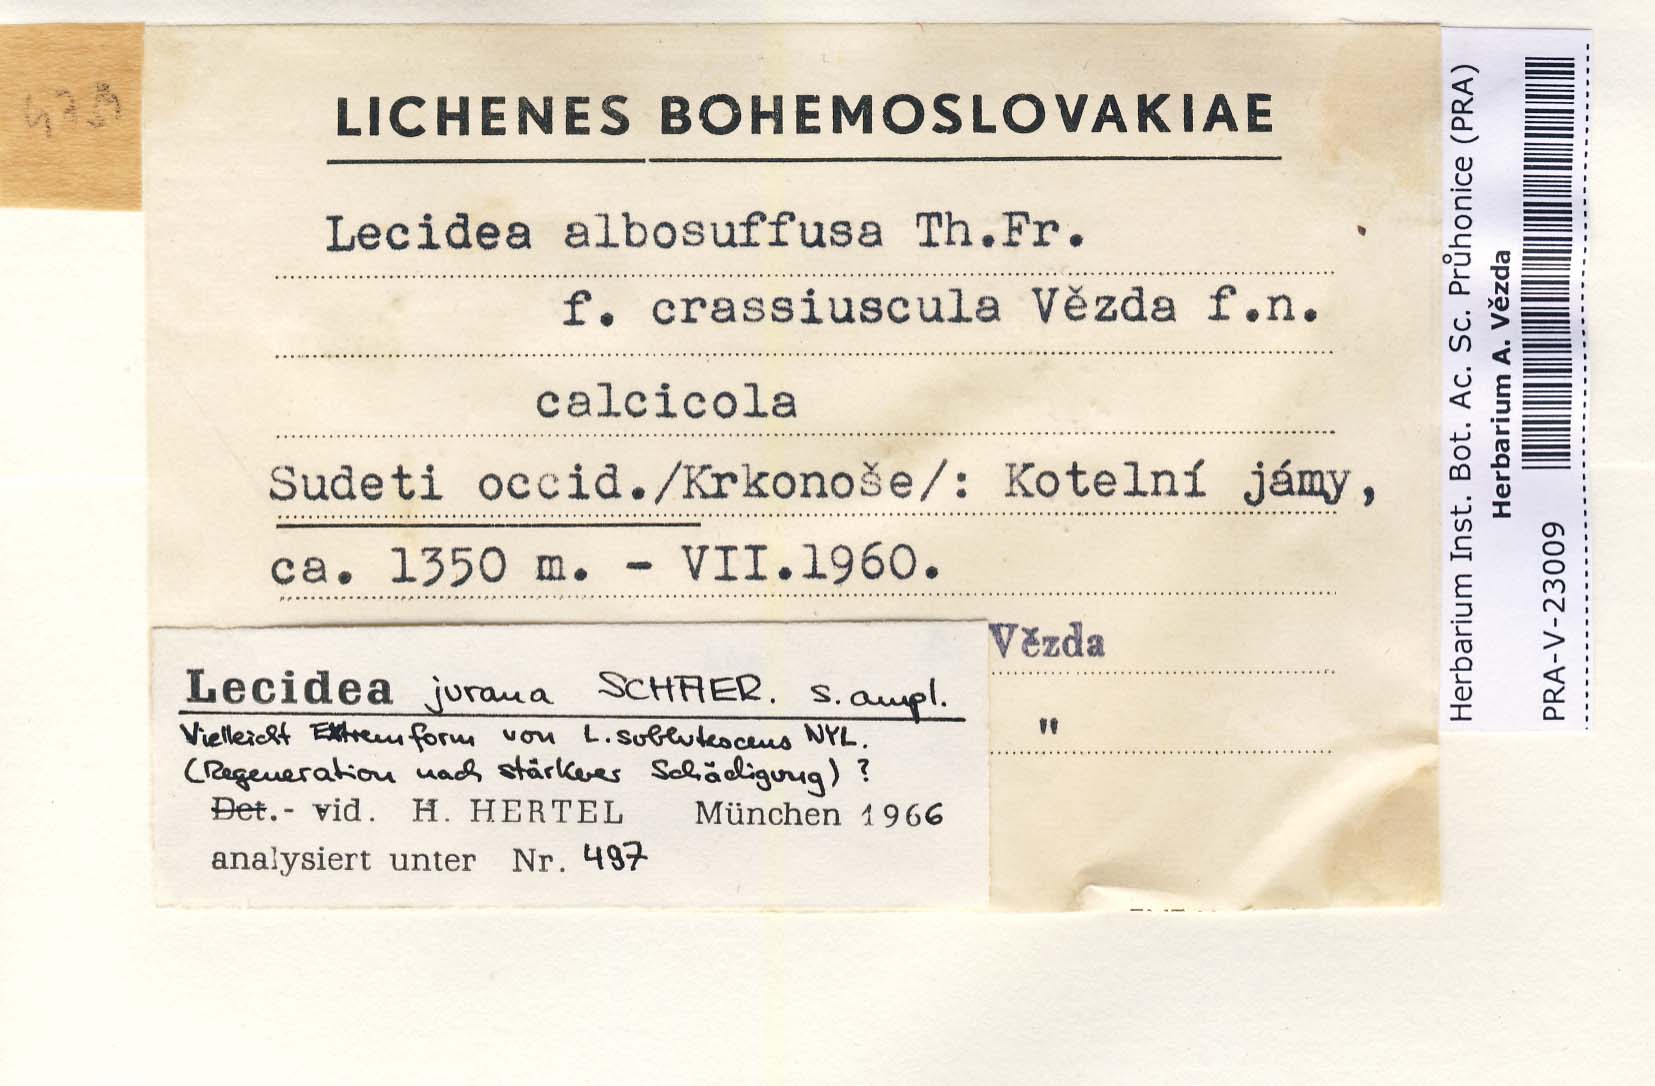 LICHENES BOHEMOSLOVAKIAE
Lecidea albosuffusa Th.Fr.
f. crassiuscula Vězda f.n.
calcicola
Sudeti occid./Krkonoše/: Kotelní jámy,
ca. 1350 m. - VII.1960.
Vězda
"
Lecidea jurana SCHAER. s. ampl.
Vielleicht Extremform von L. sublutescens NYL.
(Regeneration nach stärkerer Schädigung) ?
Det.- vid. H. HERTEL München 1966
analysiert unter Nr. 497
Herbarium Inst. Bot. Ac. Sc. Průhonice (PRA)
Herbarium A. Vězda
PRA-V-23009